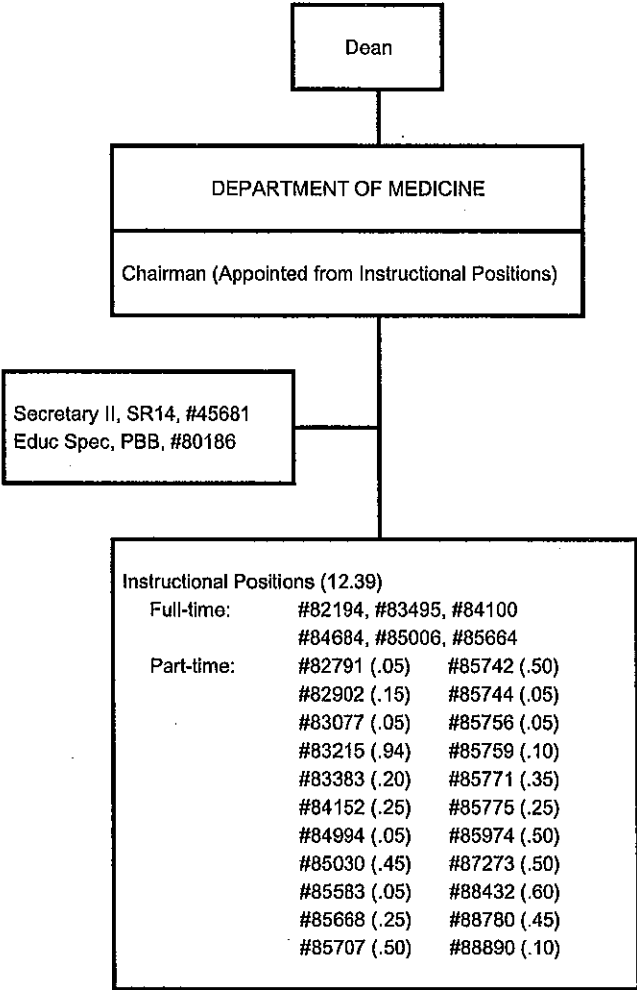 Dean
DEPARTMENT OF MEDICINE
Chairman (Appointed from Instructional Positions)
Secretary II, SR14, #45681
Educ Spec, PBB, #80186
Instructional Positions (12.39)
Full-time: #82194, #83495, #84100
#84684, #85006, #85664
Part-time: #82791 (.05) #85742 (.50)
#82902 (.15) #85744 (.05)
#83077 (.05) #85756 (.05)
#83215 (.94) #85759 (.10)
#83383 (.20) #85771 (.35)
#84152 (.25) #85775 (.25)
#84994 (.05) #85974 (.50)
#85030 (.45) #87273 (.50)
#85583 (.05) #88432 (.60)
#85668 (.25) #88780 (.45)
#85707 (.50) #88890 (.10)